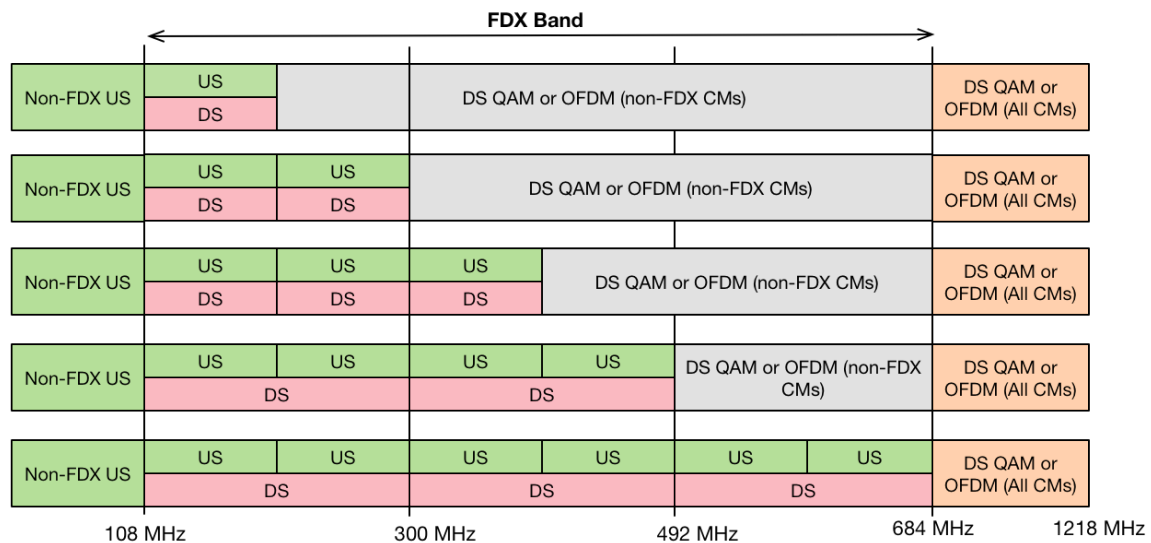 FDX Band
Non-FDX US
US
DS
DS QAM or OFDM (non-FDX CMs)
DS QAM or
OFDM (All CMs)
Non-FDX US
US
US
DS
DS
DS QAM or OFDM (non-FDX CMs)
DS QAM or
OFDM (All CMs)
Non-FDX US
US
US
US
DS
DS
DS
DS QAM or OFDM (non-FDX CMs)
DS QAM or
OFDM (All CMs)
Non-FDX US
US
US
US
US
DS
DS
DS QAM or OFDM (non-FDX
CMs)
DS QAM or
OFDM (All CMs)
Non-FDX US
US
US
US
US
US
US
DS
DS
DS
DS QAM or
OFDM (All CMs)
108 MHz
300 MHz
492 MHz
684 MHz
1218 MHz